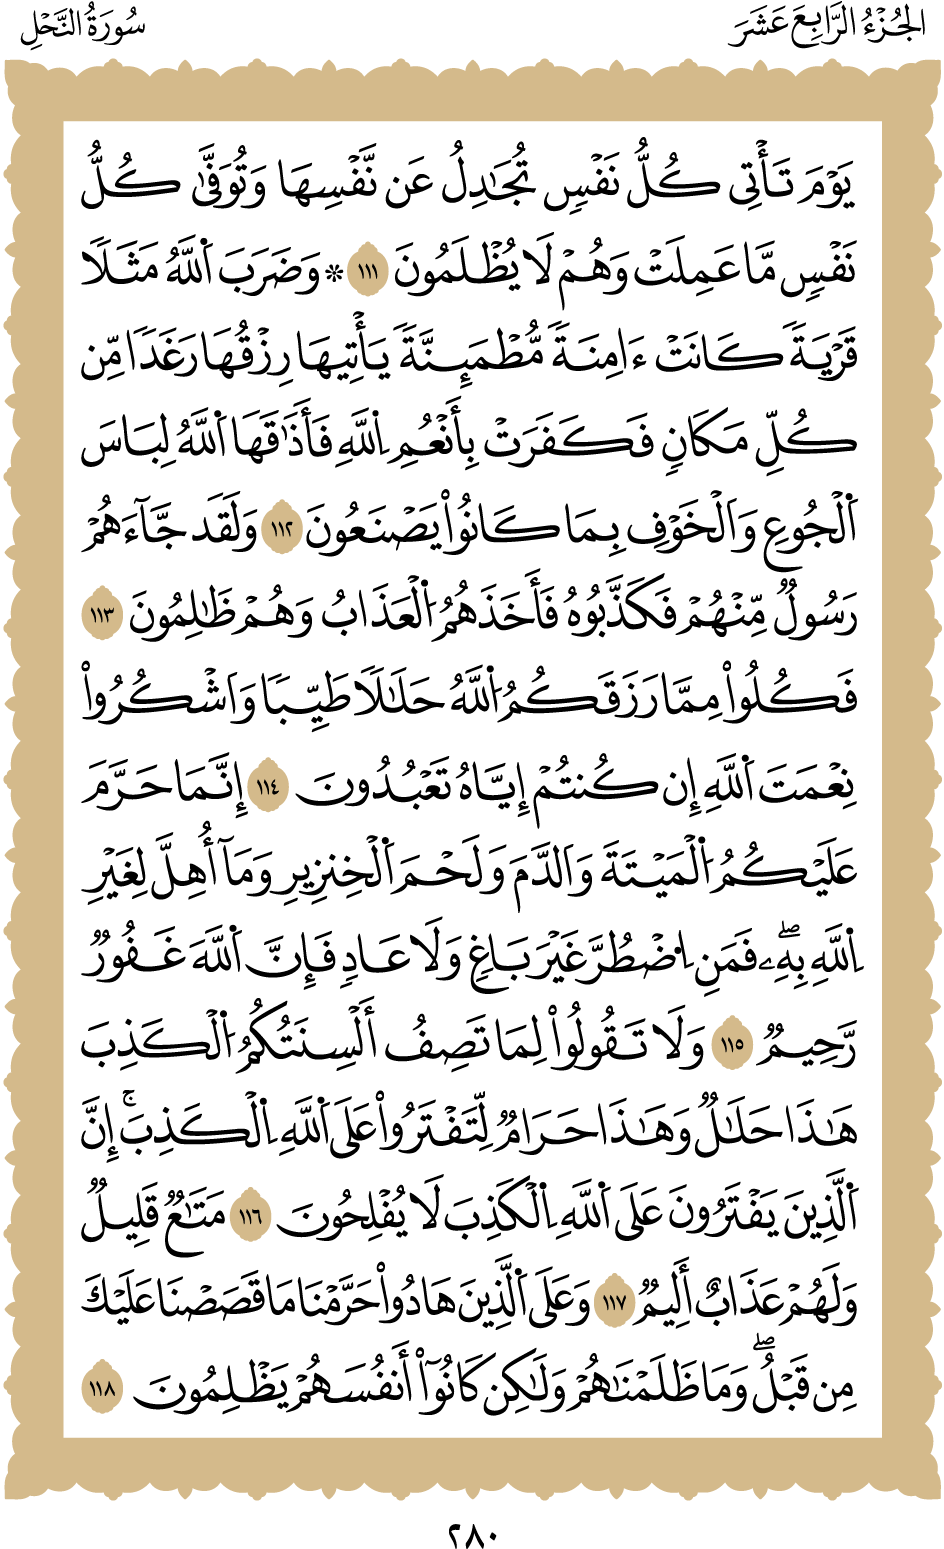 الجُزْءُ الرَّابِعَ عَشَرَ
سُورَةُ النَّحْلِ
يَوْمَ تَأْتِى كُلُّ نَفْسٍ تُجَٰدِلُ عَن نَّفْسِهَا وَتُوَفَّىٰ كُلُّ
نَفْسٍ مَّا عَمِلَتْ وَهُمْ لَا يُظْلَمُونَ ١١١ * وَضَرَبَ ٱللَّهُ مَثَلًا
قَرْيَةً كَانَتْ ءَامِنَةً مُّطْمَئِنَّةً يَأْتِيهَا رِزْقُهَا رَغَدًا مِّن
كُلِّ مَكَانٍ فَكَفَرَتْ بِأَنْعُمِ ٱللَّهِ فَأَذَٰقَهَا ٱللَّهُ لِبَاسَ
ٱلْجُوعِ وَٱلْخَوْفِ بِمَا كَانُوا۟ يَصْنَعُونَ ١١٢ وَلَقَد جَّآءَهُمْ
رَسُولٌ مِّنْهُمْ فَكَذَّبُوهُ فَأَخَذَهُمُ ٱلْعَذَابُ وَهُمْ ظَٰلِمُونَ ١١٣
فَكُلُوا۟ مِمَّا رَزَقَكُمُ ٱللَّهُ حَلَٰلًا طَيِّبًا وَٱشْكُرُوا۟
نِعْمَتَ ٱللَّهِ إِن كُنتُمْ إِيَّاهُ تَعْبُدُونَ ١١٤ إِنَّمَا حَرَّمَ
عَلَيْكُمُ ٱلْمَيْتَةَ وَٱلدَّمَ وَلَحْمَ ٱلْخِنزِيرِ وَمَآ أُهِلَّ لِغَيْرِ
ٱللَّهِ بِهِۦۖ فَمَنِ ٱضْطُرَّ غَيْرَ بَاغٍ وَلَا عَادٍ فَإِنَّ ٱللَّهَ غَفُورٌ
رَّحِيمٌ ١١٥ وَلَا تَقُولُوا۟ لِمَا تَصِفُ أَلْسِنَتُكُمُ ٱلْكَذِبَ
هَٰذَا حَلَٰلٌ وَهَٰذَا حَرَامٌ لِّتَفْتَرُوا۟ عَلَى ٱللَّهِ ٱلْكَذِبَۚ إِنَّ
ٱلَّذِينَ يَفْتَرُونَ عَلَى ٱللَّهِ ٱلْكَذِبَ لَا يُفْلِحُونَ ١١٦ مَتَٰعٌ قَلِيلٌ
وَلَهُمْ عَذَابٌ أَلِيمٌ ١١٧ وَعَلَى ٱلَّذِينَ هَادُوا۟ حَرَّمْنَا مَا قَصَصْنَا عَلَيْكَ
مِن قَبْلُۖ وَمَا ظَلَمْنَٰهُمْ وَلَٰكِن كَانُوٓا۟ أَنفُسَهُمْ يَظْلِمُونَ ١١٨
٢٨٠